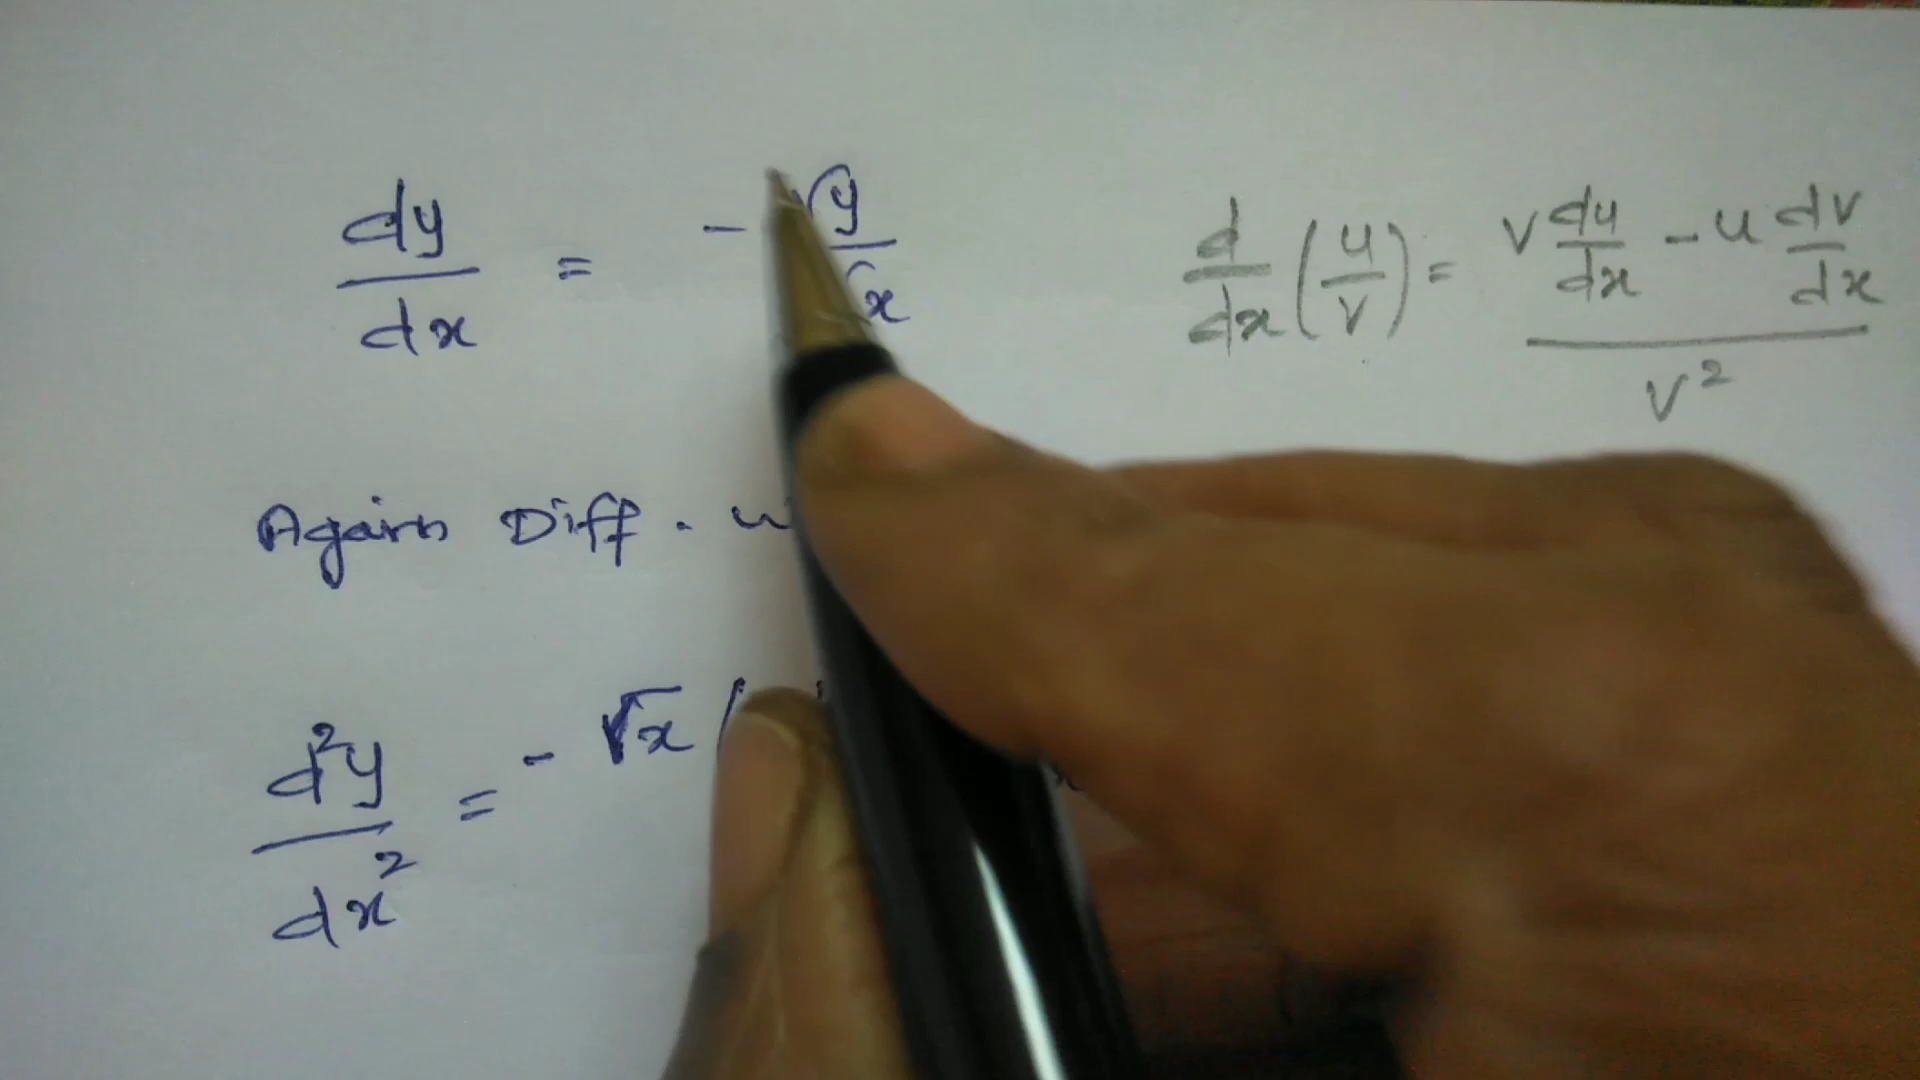 dy/dx = - √y/√x
d/dx (u/v) = (v du/dx - u dv/dx)/v²
Again Diff.
d²y/dx² = - √x (